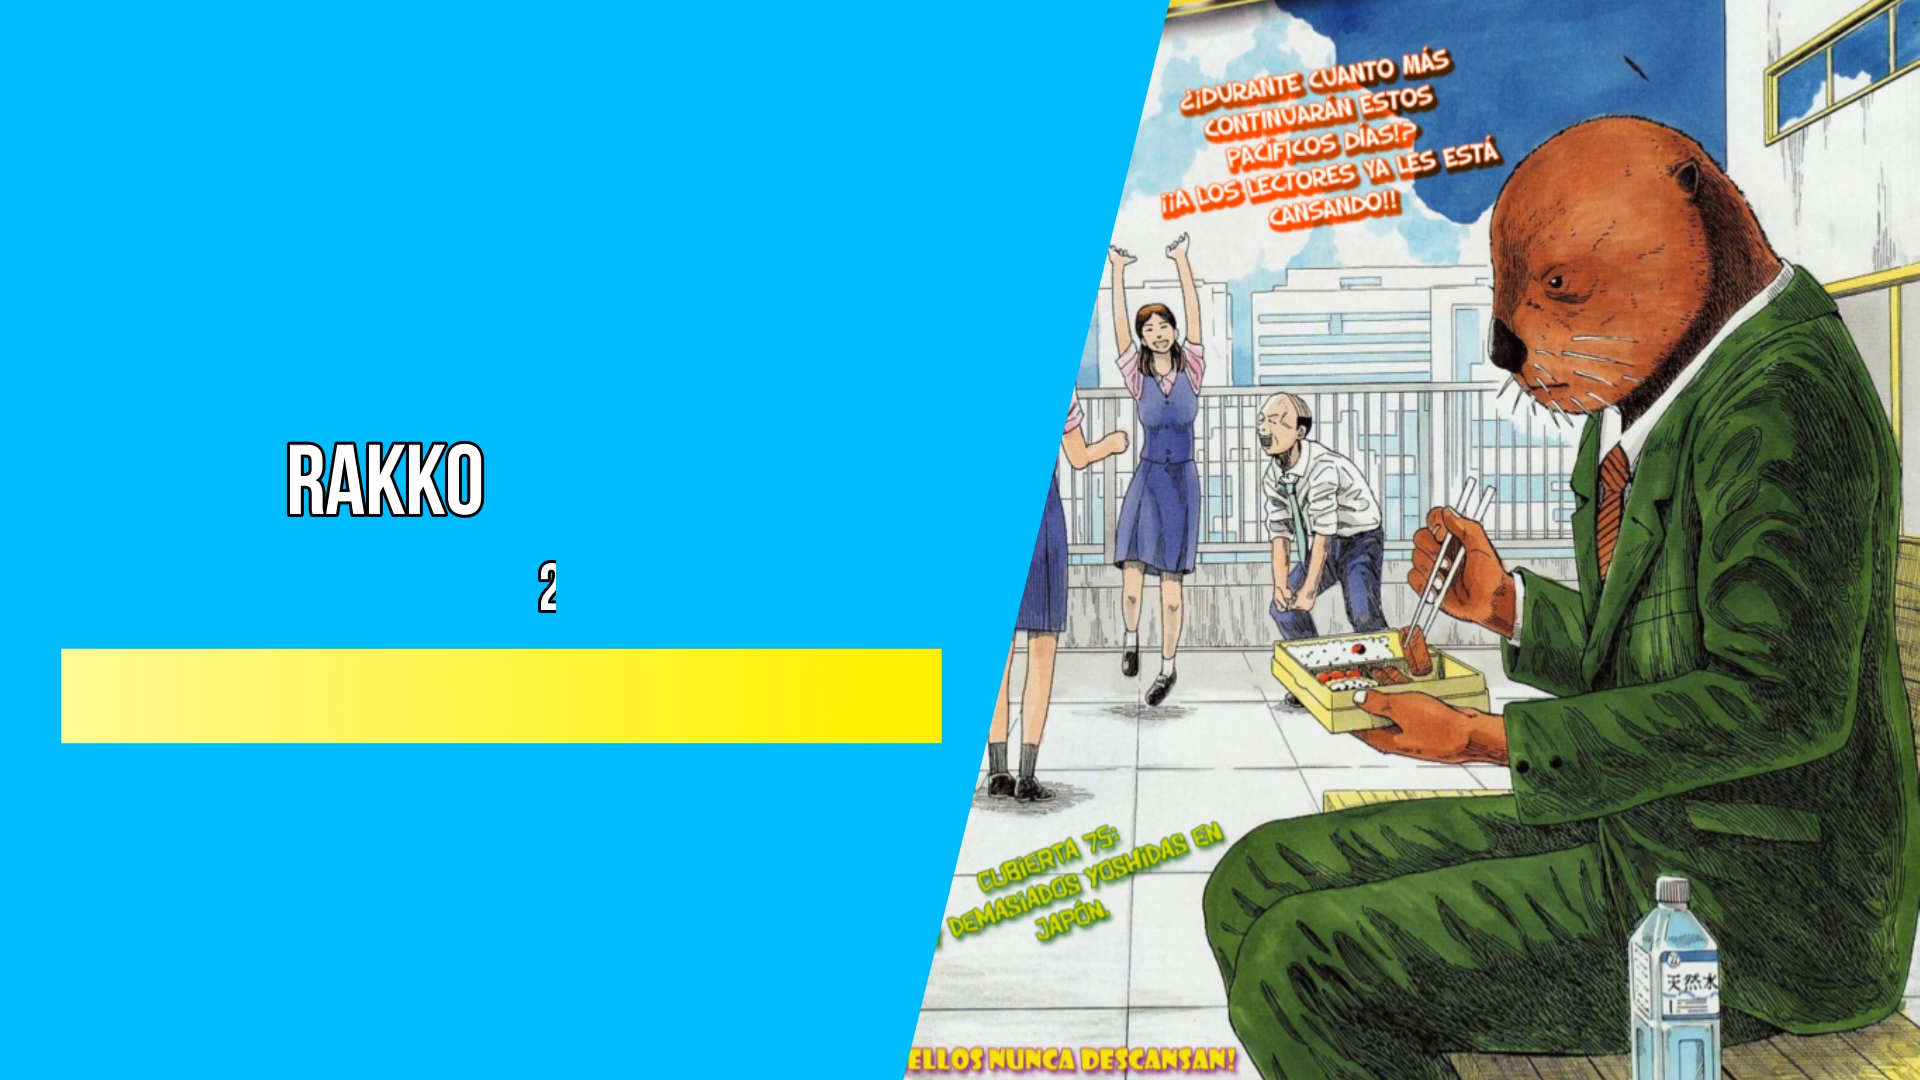 RAKKO
2
¿¡DURANTE CUANTO MÁS
CONTINUARÁN ESTOS
PACÍFICOS DÍAS!?
¡¡A LOS LECTORES YA LES ESTÁ
CANSANDO!!
CUBIERTA 75:
DEMASIADOS YOSHIDAS EN
JAPÓN.
天然水
ELLOS NUNCA DESCANSAN!